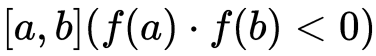 [a, b](f(a) · f(b) < 0)